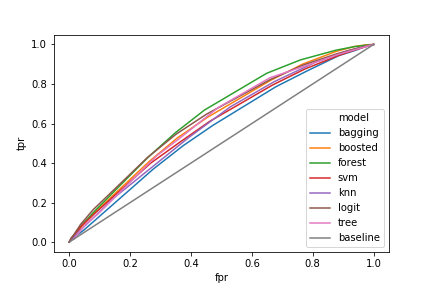 1.0
0.8
0.6
0.4
0.2
0.0
tpr
0.0 0.2 0.4 0.6 0.8 1.0
fpr
model
bagging
boosted
forest
svm
knn
logit
tree
baseline